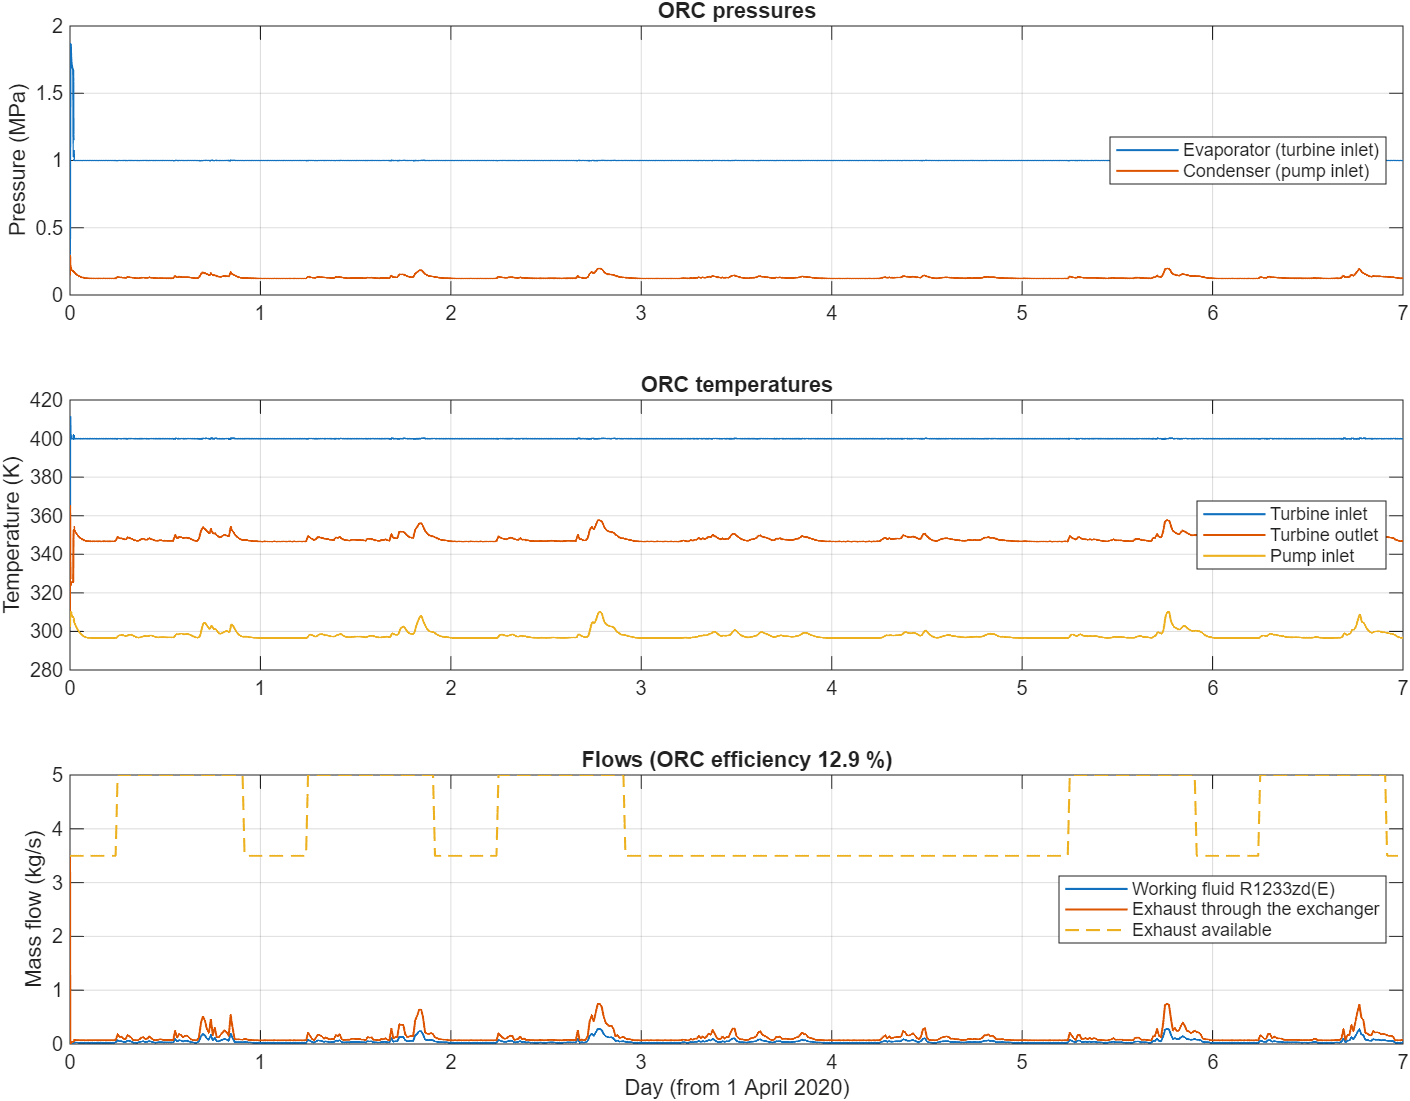 ORC pressures
2
1.5
1
0.5
0
Pressure (MPa)
Evaporator (turbine inlet)
Condenser (pump inlet)
0 1 2 3 4 5 6 7
ORC temperatures
420
400
380
360
340
320
300
280
Temperature (K)
Turbine inlet
Turbine outlet
Pump inlet
0 1 2 3 4 5 6 7
Flows (ORC efficiency 12.9 %)
5
4
3
2
1
0
Mass flow (kg/s)
Working fluid R1233zd(E)
Exhaust through the exchanger
Exhaust available
0 1 2 3 4 5 6 7
Day (from 1 April 2020)